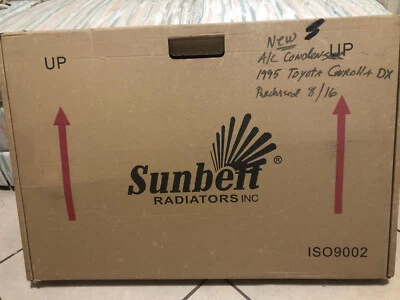 UP
UP
New
A/C Condenser
1995 Toyota Corolla DX
Purchased 8/16
Sunbelt®
RADIATORS INC
ISO9002